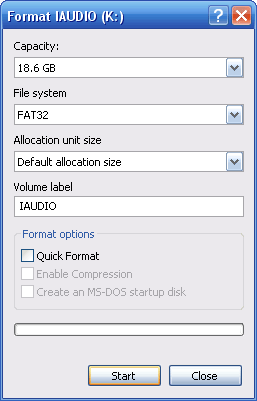 Format IAUDIO (K:)
Capacity:
18.6 GB
File system
FAT32
Allocation unit size
Default allocation size
Volume label
IAUDIO
Format options
Quick Format
Enable Compression
Create an MS-DOS startup disk
Start
Close